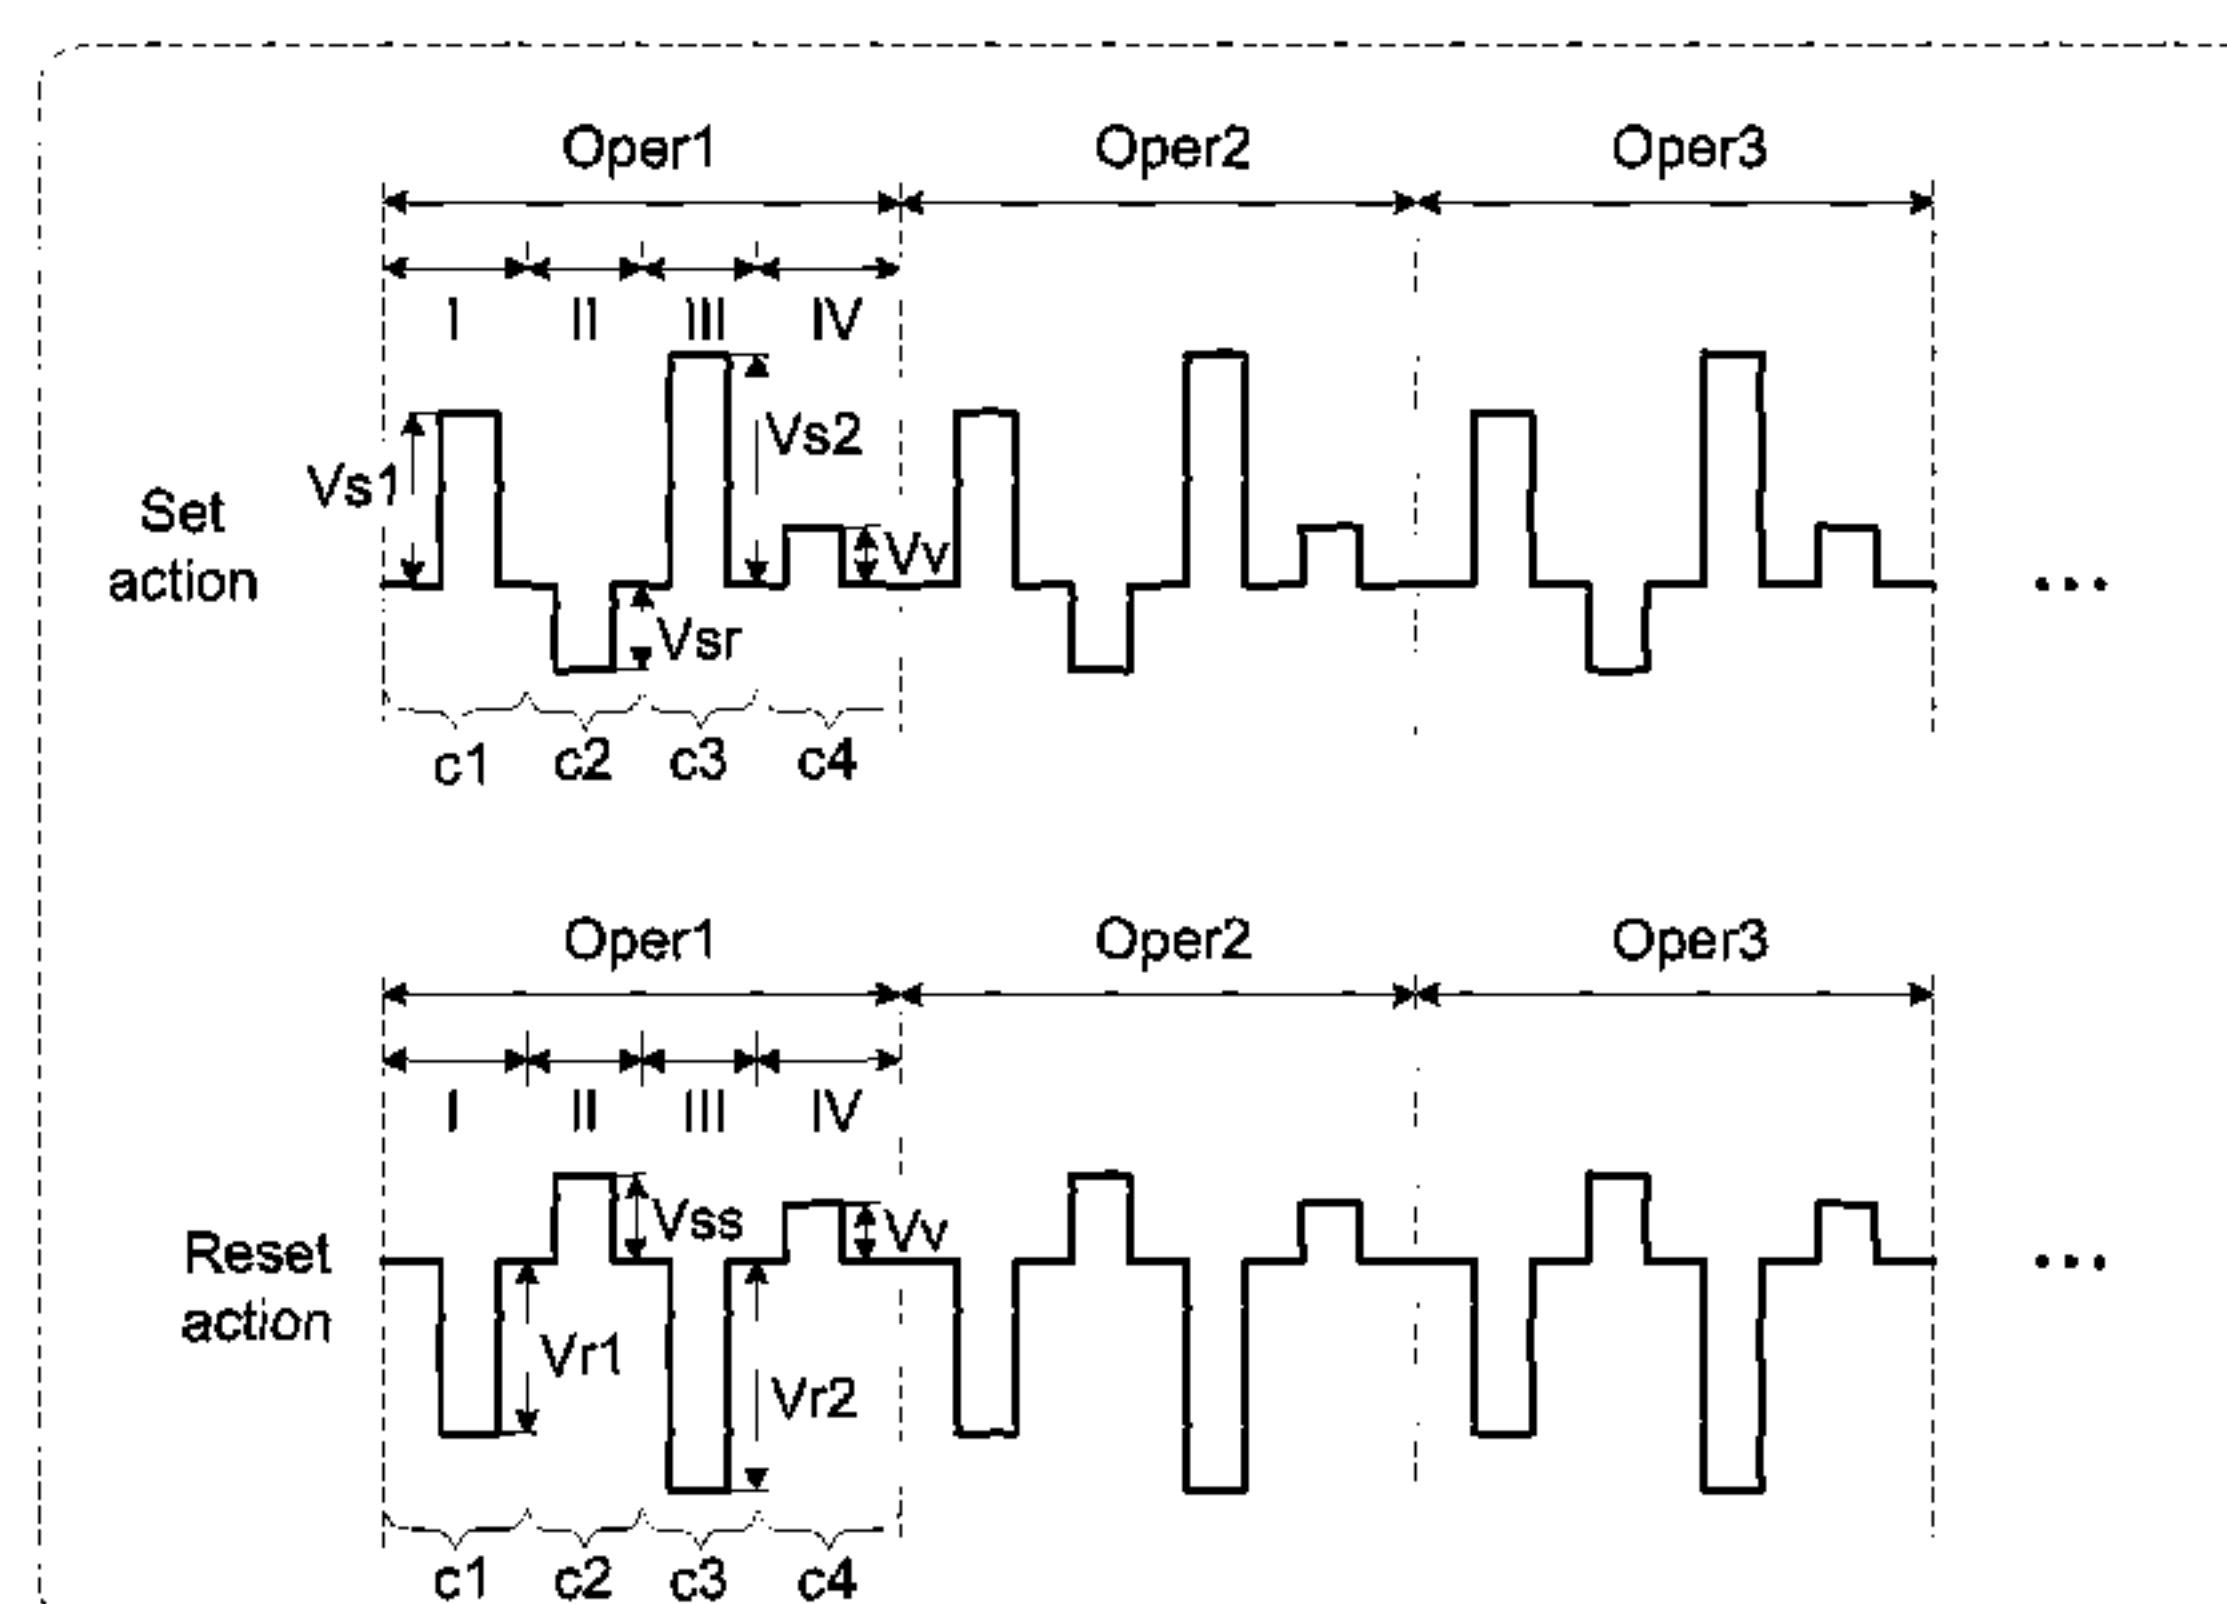 Oper1 Oper2 Oper3
I II III IV
Vs1
Vs2
Set
action
Vv
Vsr
c1 c2 c3 c4
...
Oper1 Oper2 Oper3
I II III IV
Vss
Vv
Reset
action
Vr1
Vr2
c1 c2 c3 c4
...